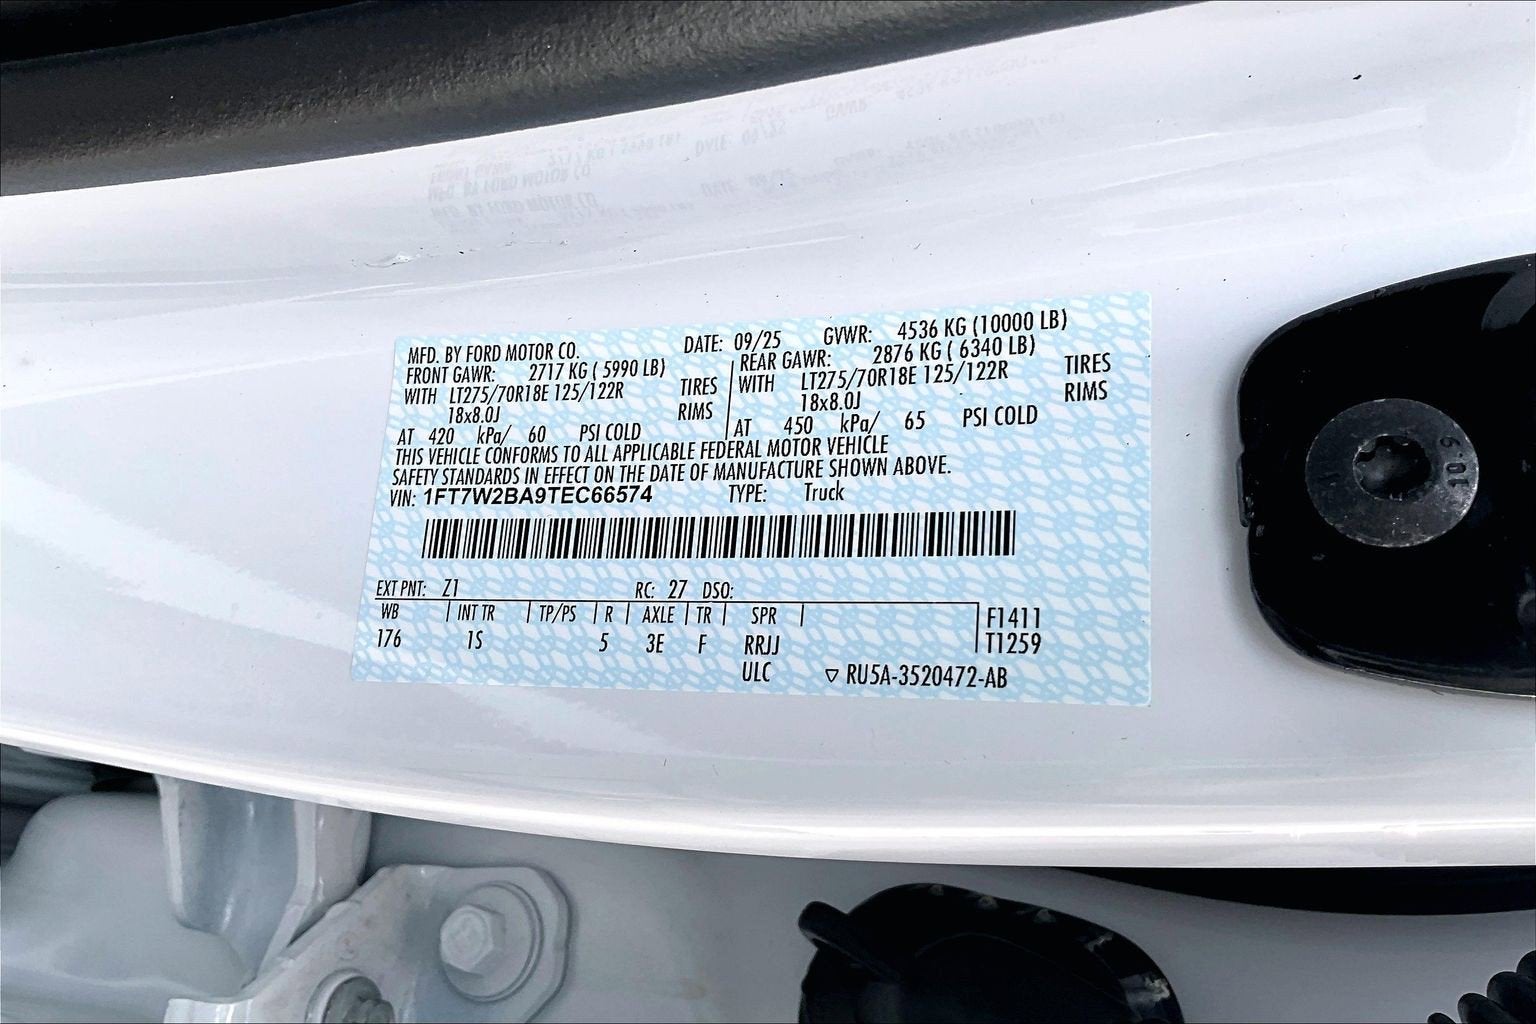 MFD. BY FORD MOTOR CO. DATE: 09/25 GVWR: 4536 KG (10000 LB)
FRONT GAWR: 2717 KG ( 5990 LB) REAR GAWR: 2876 KG ( 6340 LB)
WITH LT275/70R18E 125/122R TIRES WITH LT275/70R18E 125/122R TIRES
18x8.0J RIMS 18x8.0J RIMS
AT 420 kPa/ 60 PSI COLD AT 450 kPa/ 65 PSI COLD
THIS VEHICLE CONFORMS TO ALL APPLICABLE FEDERAL MOTOR VEHICLE
SAFETY STANDARDS IN EFFECT ON THE DATE OF MANUFACTURE SHOWN ABOVE.
VIN: 1FT7W2BA9TEC66574 TYPE: Truck
EXT PNT: Z1 RC: 27 DSO:
WB INT TR TP/PS R AXLE TR SPR F1411
176 1S 5 3E F RRJJ T1259
ULC ▽ RU5A-3520472-AB